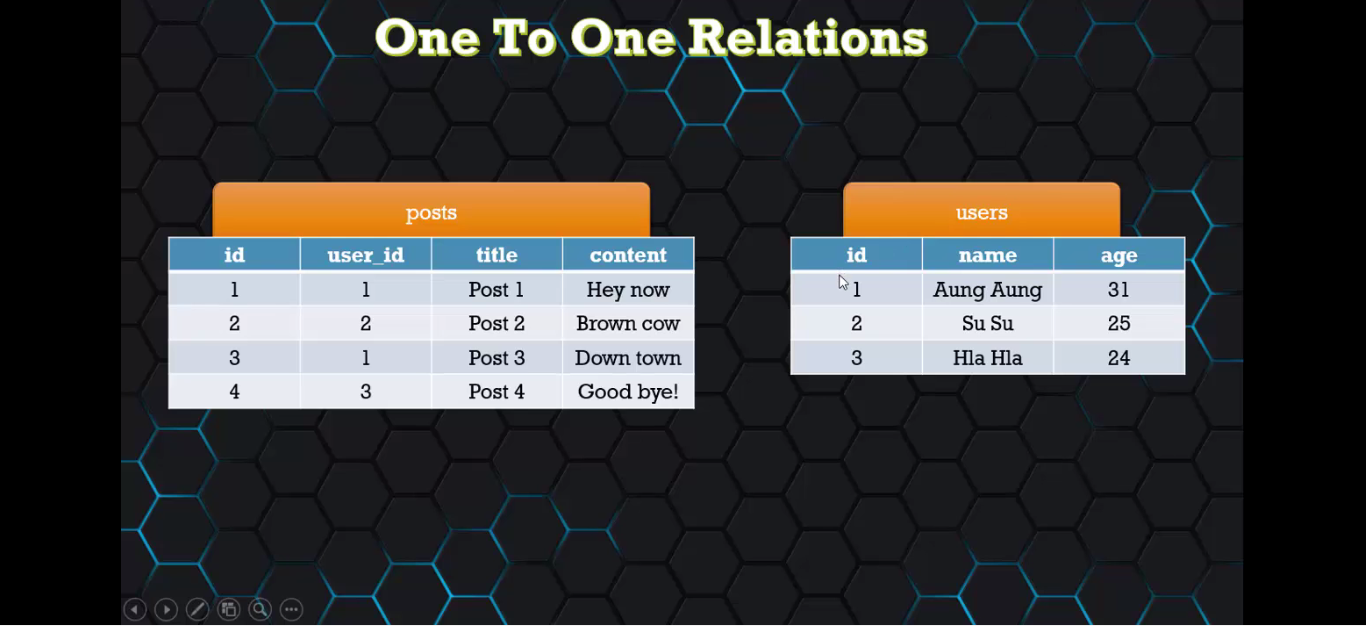 One To One Relations
posts
id user_id title content
1 1 Post 1 Hey now
2 2 Post 2 Brown cow
3 1 Post 3 Down town
4 3 Post 4 Good bye!
users
id name age
1 Aung Aung 31
2 Su Su 25
3 Hla Hla 24